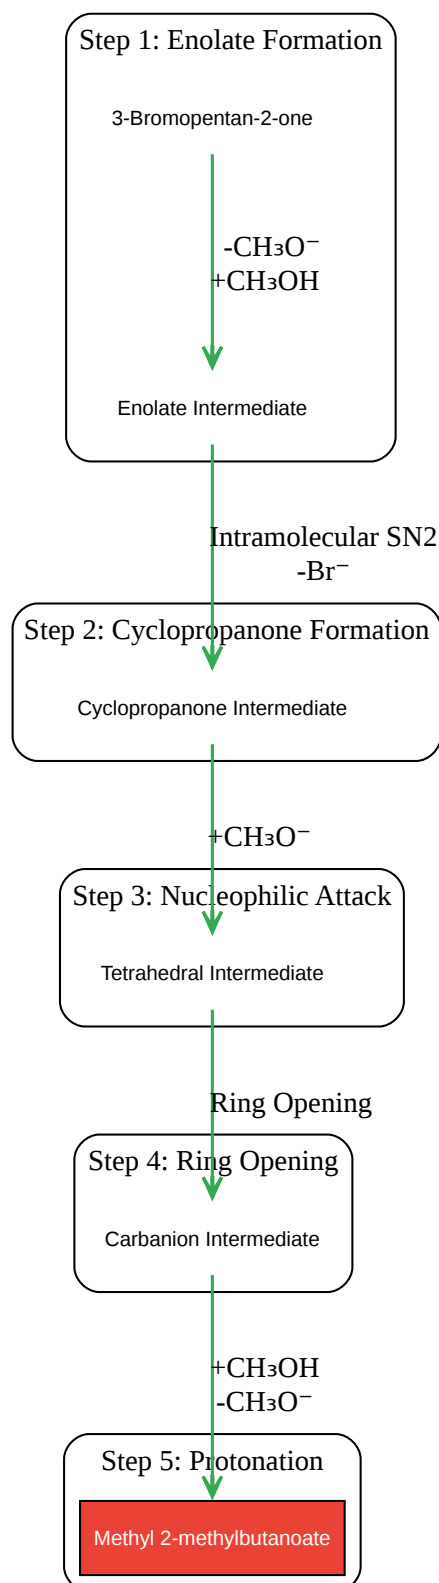 Step 1: Enolate Formation
3-Bromopentan-2-one
-CH₃O⁻
+CH₃OH
Enolate Intermediate
Intramolecular SN2
-Br⁻
Step 2: Cyclopropanone Formation
Cyclopropanone Intermediate
+CH₃O⁻
Step 3: Nucleophilic Attack
Tetrahedral Intermediate
Ring Opening
Step 4: Ring Opening
Carbanion Intermediate
+CH₃OH
-CH₃O⁻
Step 5: Protonation
Methyl 2-methylbutanoate